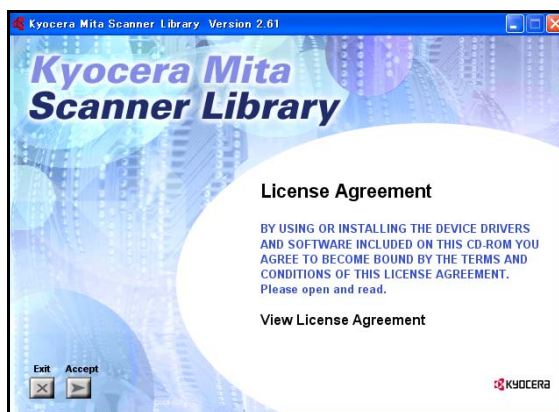 Kyocera Mita Scanner Library Version 2.61
Kyocera Mita
Scanner Library
License Agreement
BY USING OR INSTALLING THE DEVICE DRIVERS
AND SOFTWARE INCLUDED ON THIS CD-ROM YOU
AGREE TO BECOME BOUND BY THE TERMS AND
CONDITIONS OF THIS LICENSE AGREEMENT.
Please open and read.
View License Agreement
Exit Accept
KYOCERA